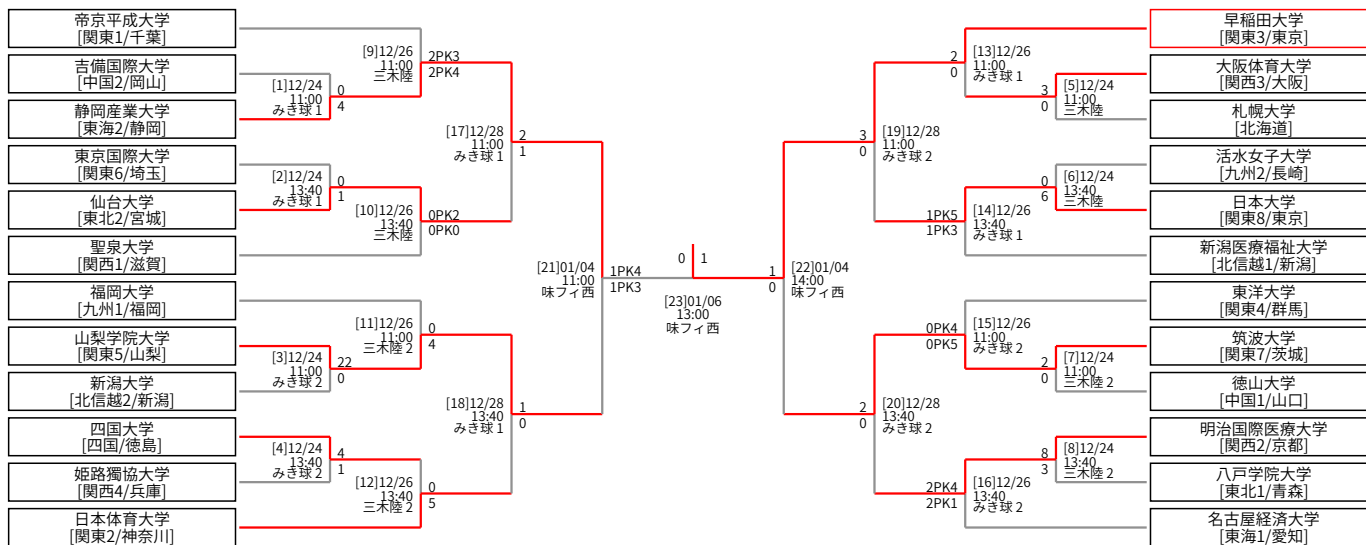 帝京平成大学
[関東1/千葉]
吉備国際大学
[中国2/岡山]
静岡産業大学
[東海2/静岡]
東京国際大学
[関東6/埼玉]
仙台大学
[東北2/宮城]
聖泉大学
[関西1/滋賀]
福岡大学
[九州1/福岡]
山梨学院大学
[関東5/山梨]
新潟大学
[北信越2/新潟]
四国大学
[四国/徳島]
姫路獨協大学
[関西4/兵庫]
日本体育大学
[関東2/神奈川]
[1]12/24
11:00
みき球 1
0
4
[2]12/24
13:40
みき球 1
0
1
[3]12/24
11:00
みき球 2
22
0
[4]12/24
13:40
みき球 2
4
1
[9]12/26
11:00
三木陸
2PK3
2PK4
[10]12/26
13:40
三木陸
0PK2
0PK0
[11]12/26
11:00
三木陸 2
0
4
[12]12/26
13:40
三木陸 2
0
5
[17]12/28
11:00
みき球 1
2
1
[18]12/28
13:40
みき球 1
1
0
[21]01/04
11:00
味フィ西
1PK4
1PK3
0
1
[23]01/06
13:00
味フィ西
1
0
[22]01/04
14:00
味フィ西
3
0
[19]12/28
11:00
みき球 2
2
0
[20]12/28
13:40
みき球 2
2
0
[13]12/26
11:00
みき球 1
1PK5
1PK3
[14]12/26
13:40
みき球 1
0PK4
0PK5
[15]12/26
11:00
みき球 2
2PK4
2PK1
[16]12/26
13:40
みき球 2
3
0
[5]12/24
11:00
三木陸
0
6
[6]12/24
13:40
三木陸
2
0
[7]12/24
11:00
三木陸 2
8
3
[8]12/24
13:40
三木陸 2
早稲田大学
[関東3/東京]
大阪体育大学
[関西3/大阪]
札幌大学
[北海道]
活水女子大学
[九州2/長崎]
日本大学
[関東8/東京]
新潟医療福祉大学
[北信越1/新潟]
東洋大学
[関東4/群馬]
筑波大学
[関東7/茨城]
徳山大学
[中国1/山口]
明治国際医療大学
[関西2/京都]
八戸学院大学
[東北1/青森]
名古屋経済大学
[東海1/愛知]